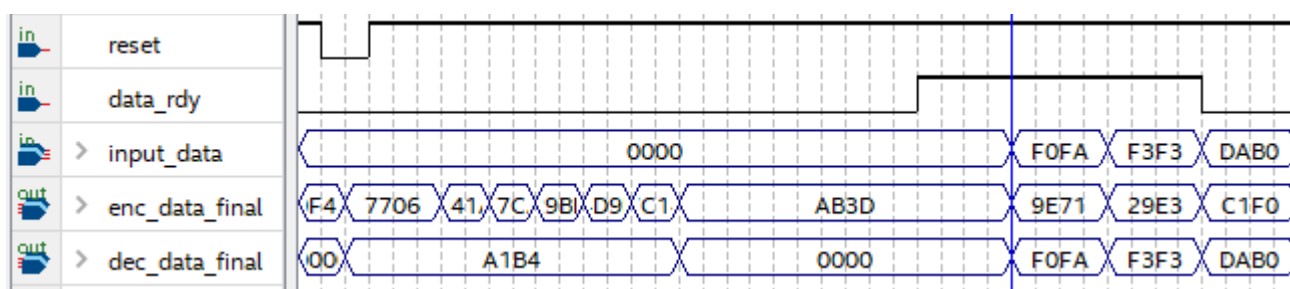 in reset
in data_rdy
in > input_data 0000 F0FA F3F3 DAB0
out > enc_data_final F4 7706 41 7C 9B D9 C1 AB3D 9E71 29E3 C1F0
out > dec_data_final 00 A1B4 0000 F0FA F3F3 DAB0